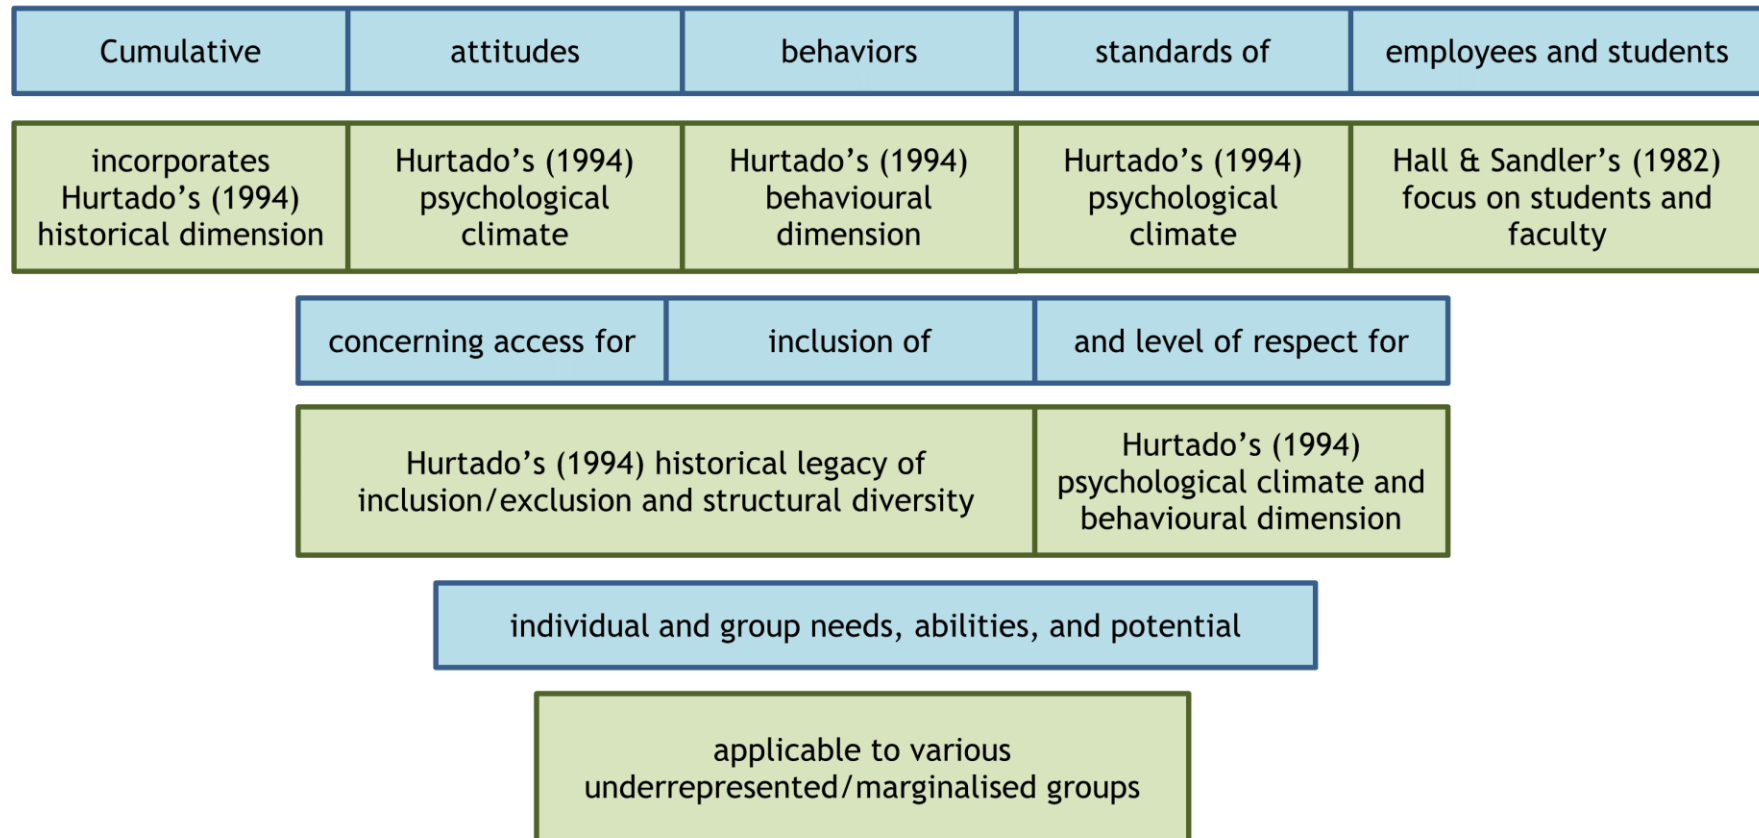 Cumulative
attitudes
behaviors
standards of
employees and students
incorporates
Hurtado’s (1994)
historical dimension
Hurtado’s (1994)
psychological
climate
Hurtado’s (1994)
behavioural
dimension
Hurtado’s (1994)
psychological
climate
Hall & Sandler’s (1982)
focus on students and
faculty
concerning access for
inclusion of
and level of respect for
Hurtado’s (1994) historical legacy of
inclusion/exclusion and structural diversity
Hurtado’s (1994)
psychological climate and
behavioural dimension
individual and group needs, abilities, and potential
applicable to various
underrepresented/marginalised groups